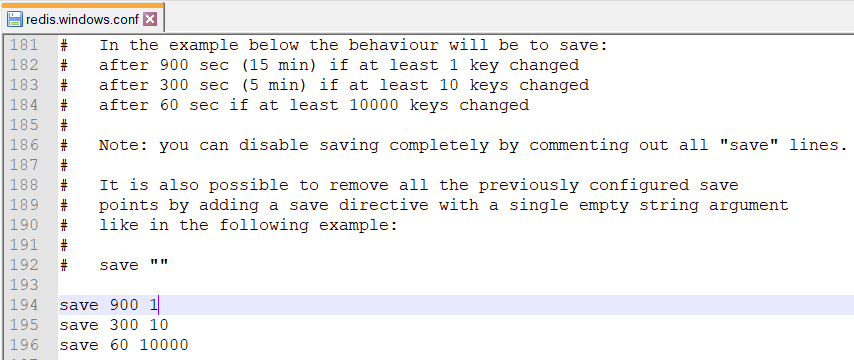 redis.windows.conf
181 #   In the example below the behaviour will be to save:
182 #   after 900 sec (15 min) if at least 1 key changed
183 #   after 300 sec (5 min) if at least 10 keys changed
184 #   after 60 sec if at least 10000 keys changed
185 #
186 #   Note: you can disable saving completely by commenting out all "save" lines.
187 #
188 #   It is also possible to remove all the previously configured save
189 #   points by adding a save directive with a single empty string argument
190 #   like in the following example:
191 #
192 #   save ""
193
194 save 900 1
195 save 300 10
196 save 60 10000